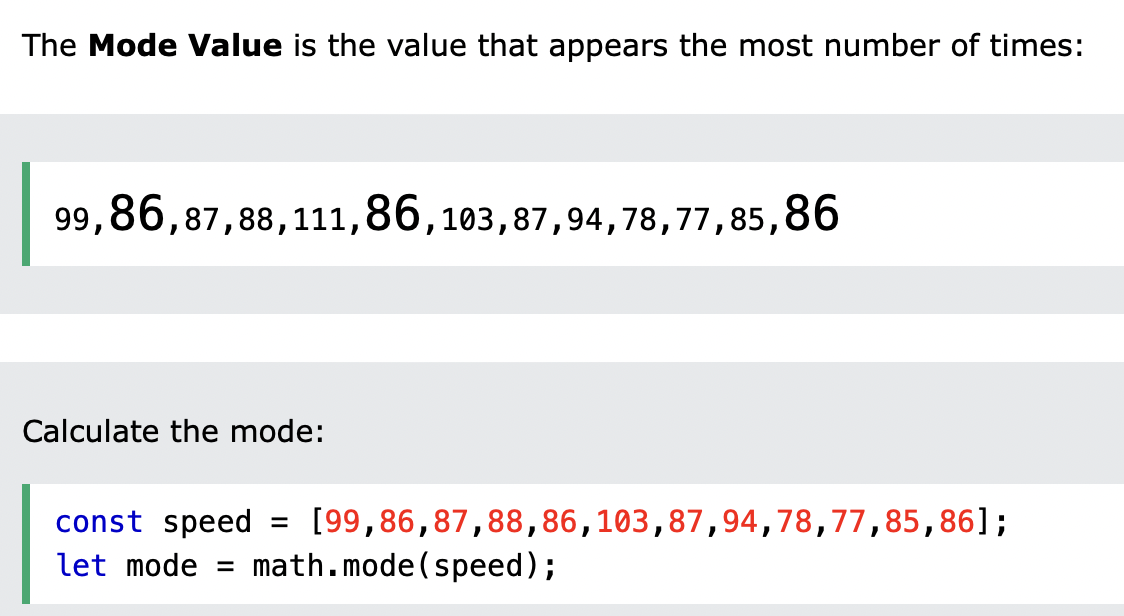 The Mode Value is the value that appears the most number of times:
99,86,87,88,111,86,103,87,94,78,77,85,86
Calculate the mode:
const speed = [99,86,87,88,86,103,87,94,78,77,85,86];
let mode = math.mode(speed);